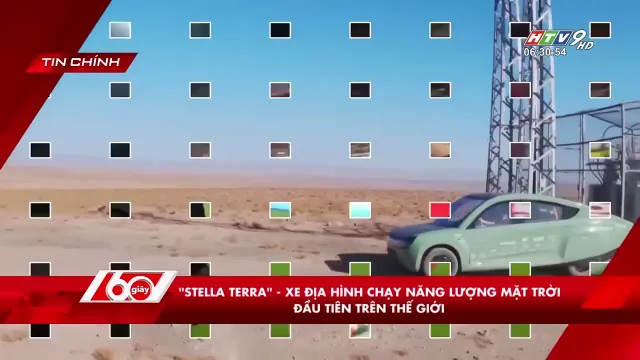 HTV9 HD
06:30:54
TIN CHÍNH
60 giây
"STELLA TERRA" - XE ĐỊA HÌNH CHẠY NĂNG LƯỢNG MẶT TRỜI
ĐẦU TIÊN TRÊN THẾ GIỚI